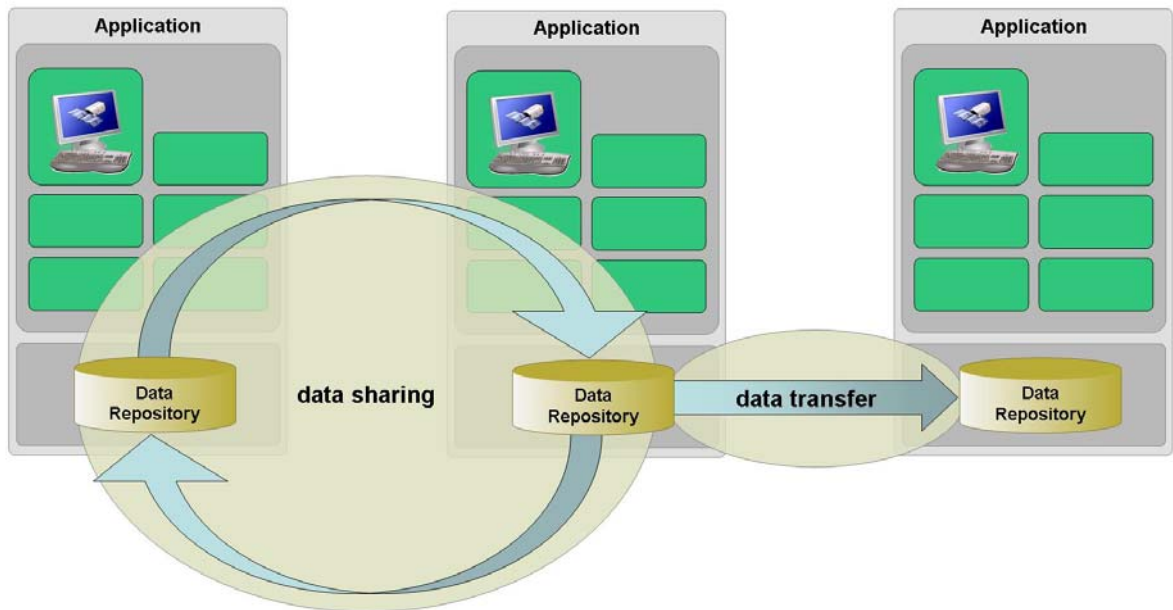 Application
Application
Application
Data
Repository
data sharing
Data
Repository
data transfer
Data
Repository